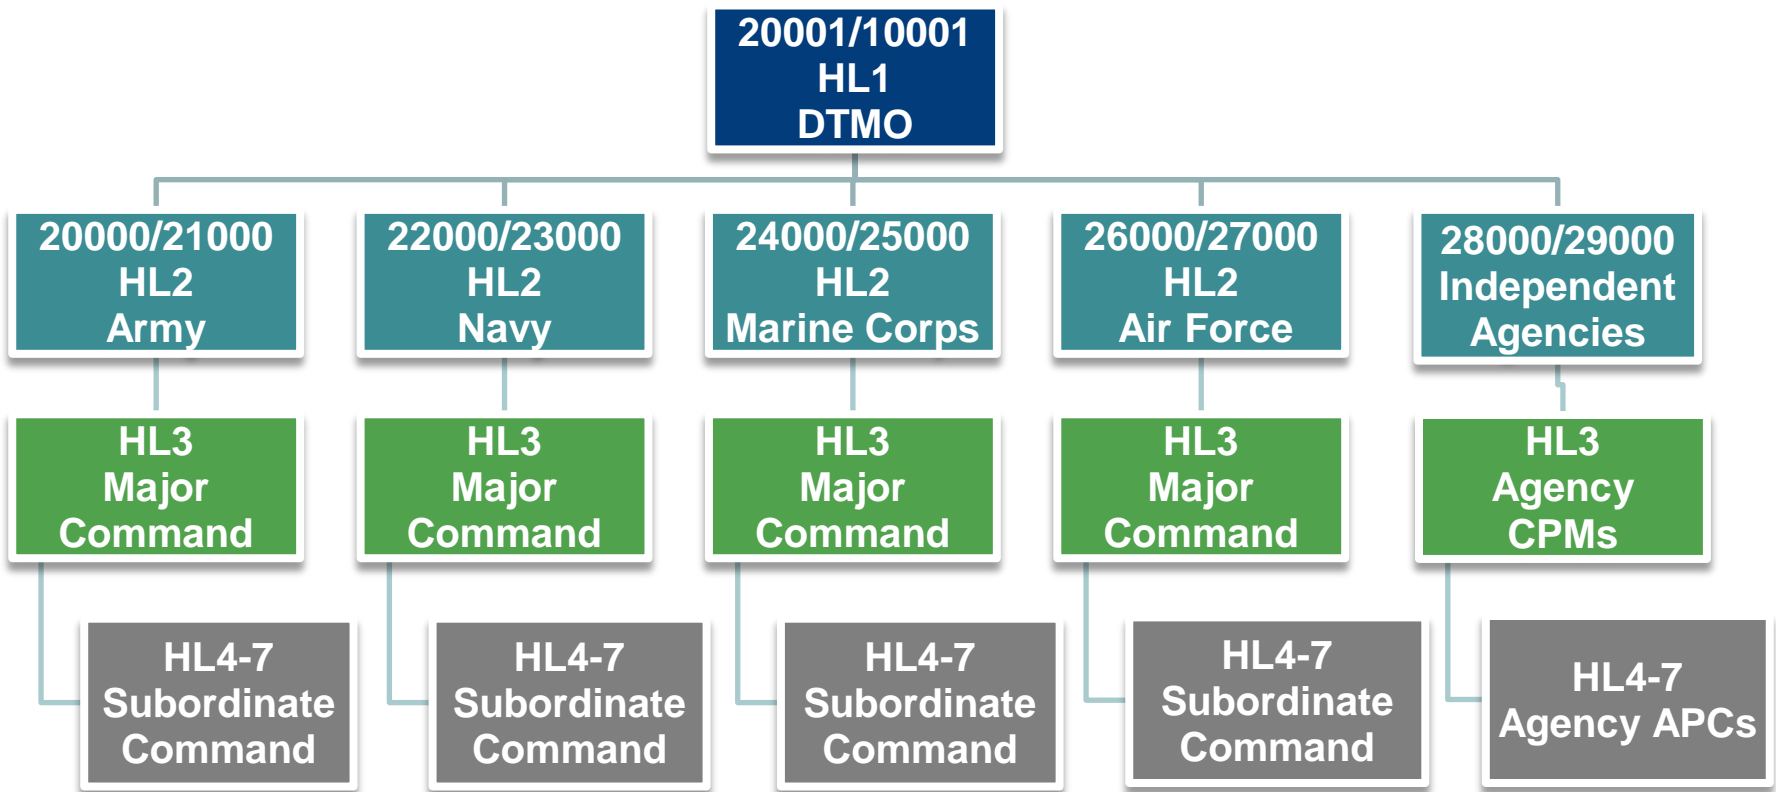 20001/10001
HL1
DTMO
20000/21000
HL2
Army
22000/23000
HL2
Navy
24000/25000
HL2
Marine Corps
26000/27000
HL2
Air Force
28000/29000
Independent
Agencies
HL3
Major
Command
HL3
Major
Command
HL3
Major
Command
HL3
Major
Command
HL3
Agency
CPMs
HL4-7
Subordinate
Command
HL4-7
Subordinate
Command
HL4-7
Subordinate
Command
HL4-7
Subordinate
Command
HL4-7
Agency APCs